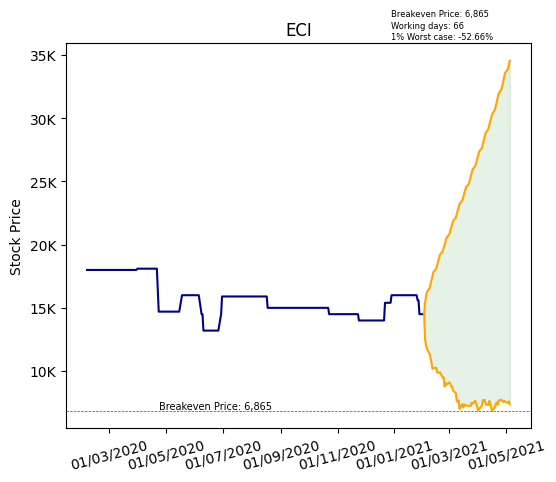 Breakeven Price: 6,865
Working days: 66
1% Worst case: -52.66%
ECI
Stock Price
35K
30K
25K
20K
15K
10K
Breakeven Price: 6,865
01/03/2020
01/05/2020
01/07/2020
01/09/2020
01/11/2020
01/01/2021
01/03/2021
01/05/2021